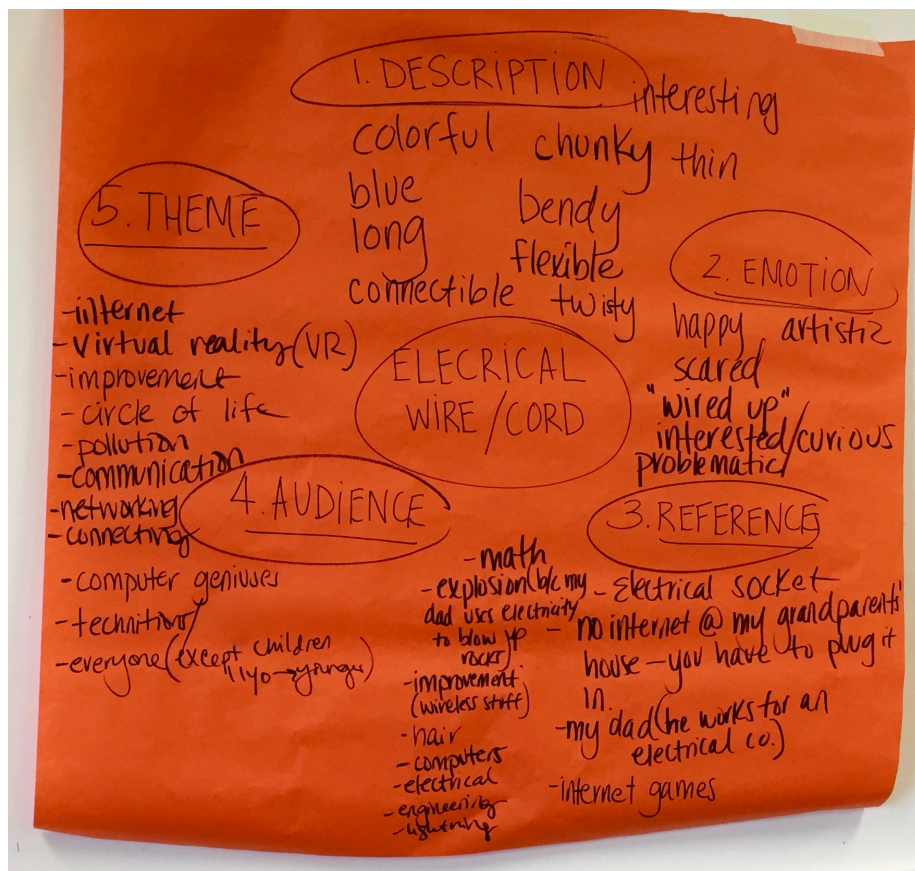 1. DESCRIPTION
interesting
colorful chunky thin
blue bendy
long flexible
connectible twisty
ELECRICAL
WIRE/CORD
2. EMOTION
happy artistic
scared
"wired up"
interested/curious
problematic
3. REFERENCE
- Electrical socket
- no internet @ my grandparents'
house - you have to plug it
in.
- my dad (he works for an
electrical co.)
- internet games
- math
- explosion (b/c my
dad uses electricity
to blow up
rocks)
- improvement
(wireless stuff)
- hair
- computers
- electrical
- engineering
- lightning
4. AUDIENCE
- computer geniuses
- technitions
- everyone (except children
11yo → younger)
5. THEME
- internet
- Virtual reality (VR)
- improvement
- circle of life
- pollution
- communication
- networking
- connecting